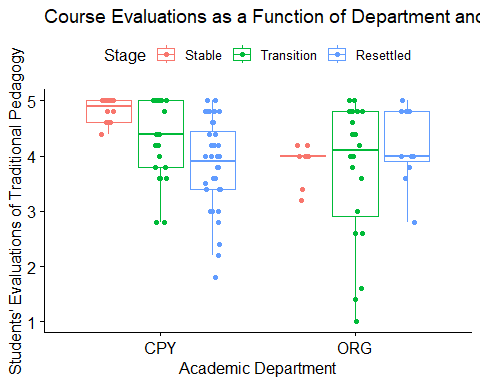 Course Evaluations as a Function of Department and
Stage Stable Transition Resettled
Students' Evaluations of Traditional Pedagogy
5
4
3
2
1
CPY ORG
Academic Department